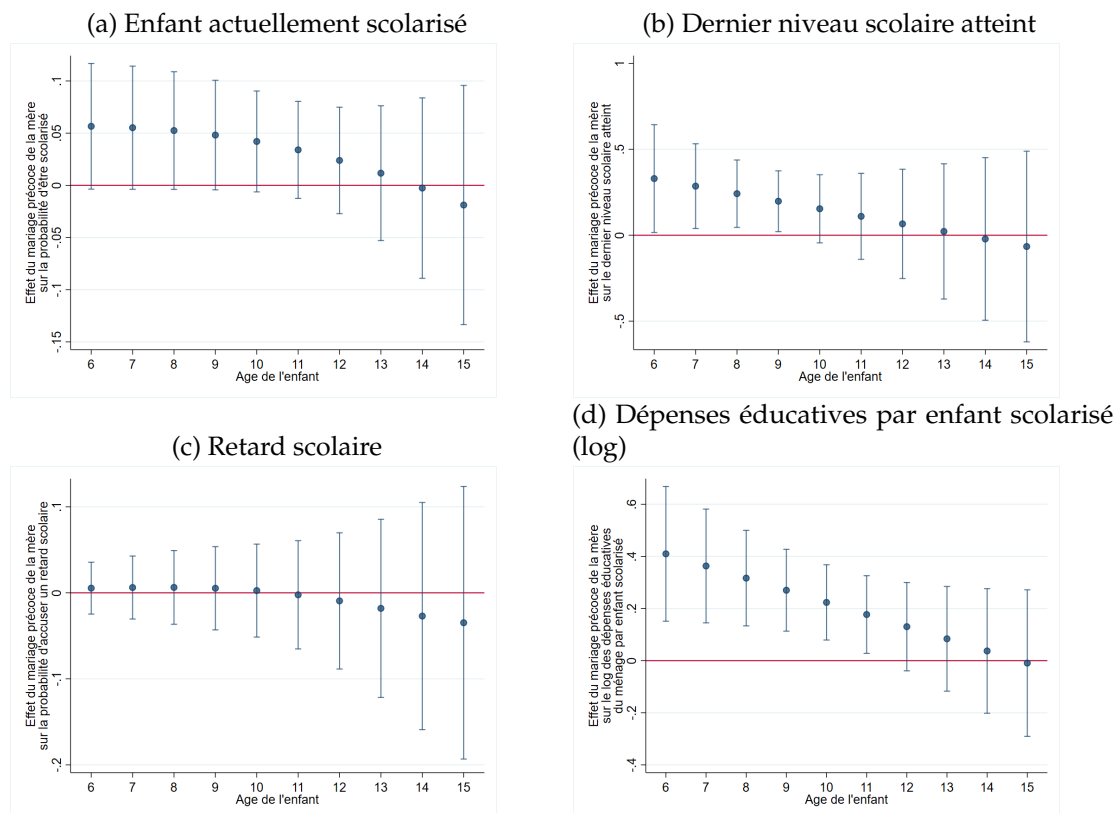 (a) Enfant actuellement scolarisé
Effet du mariage précoce de la mère
sur la probabilité d'être scolarisé
.1
.05
0
-.05
-.1
-.15
6 7 8 9 10 11 12 13 14 15
Age de l'enfant
(b) Dernier niveau scolaire atteint
Effet du mariage précoce de la mère
sur le dernier niveau scolaire atteint
1
.5
0
-.5
6 7 8 9 10 11 12 13 14 15
Age de l'enfant
(c) Retard scolaire
Effet du mariage précoce de la mère
sur la probabilité d'accuser un retard scolaire
.1
0
-.1
-.2
6 7 8 9 10 11 12 13 14 15
Age de l'enfant
(d) Dépenses éducatives par enfant scolarisé
(log)
Effet du mariage précoce de la mère
sur le log des dépenses éducatives
du ménage par enfant scolarisé
.6
.4
.2
0
-.2
-.4
6 7 8 9 10 11 12 13 14 15
Age de l'enfant